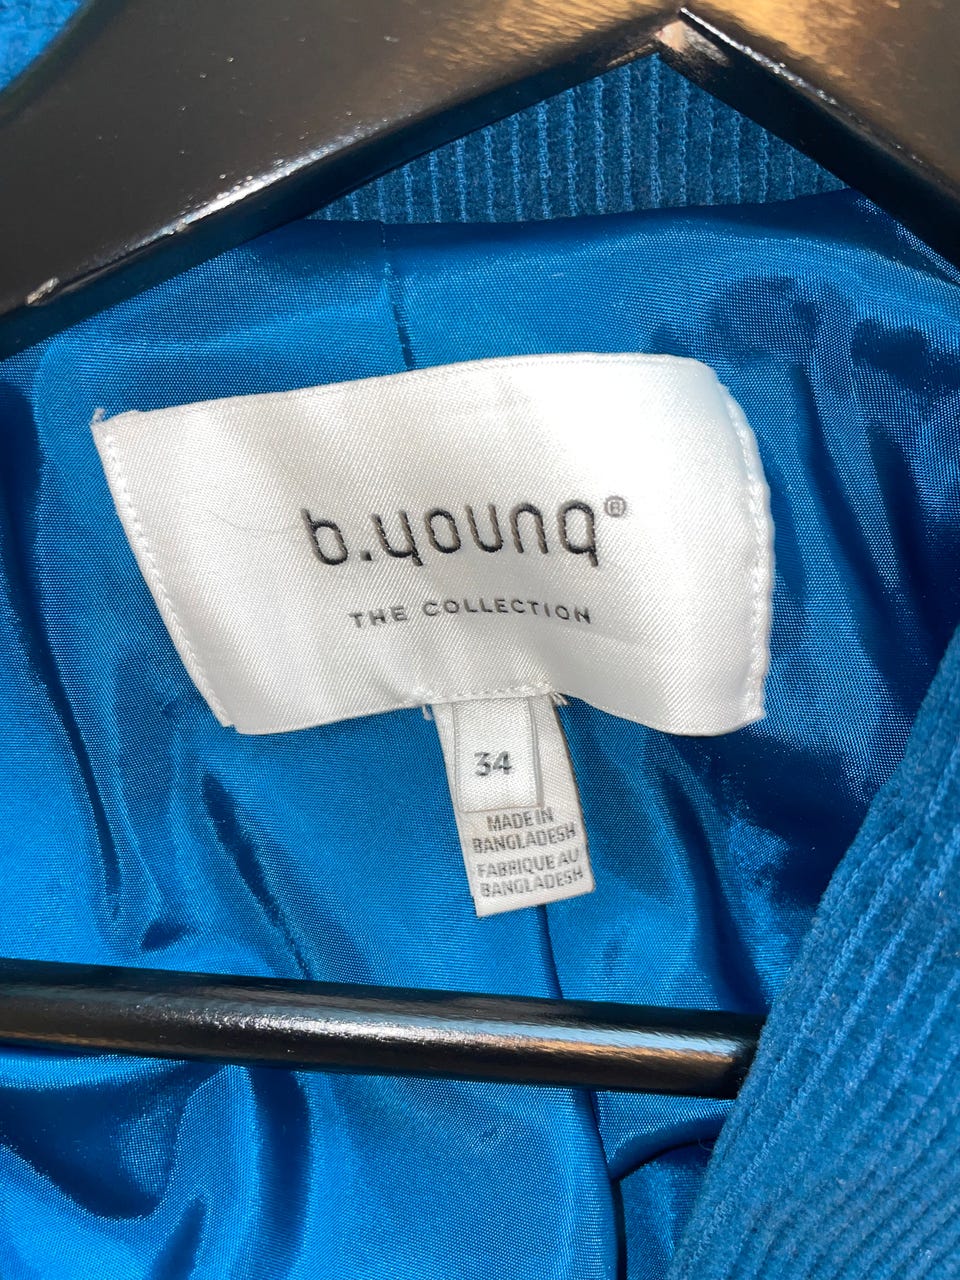 b.young®
THE COLLECTION
34
MADE IN
BANGLADESH
FABRIQUE AU
BANGLADESH